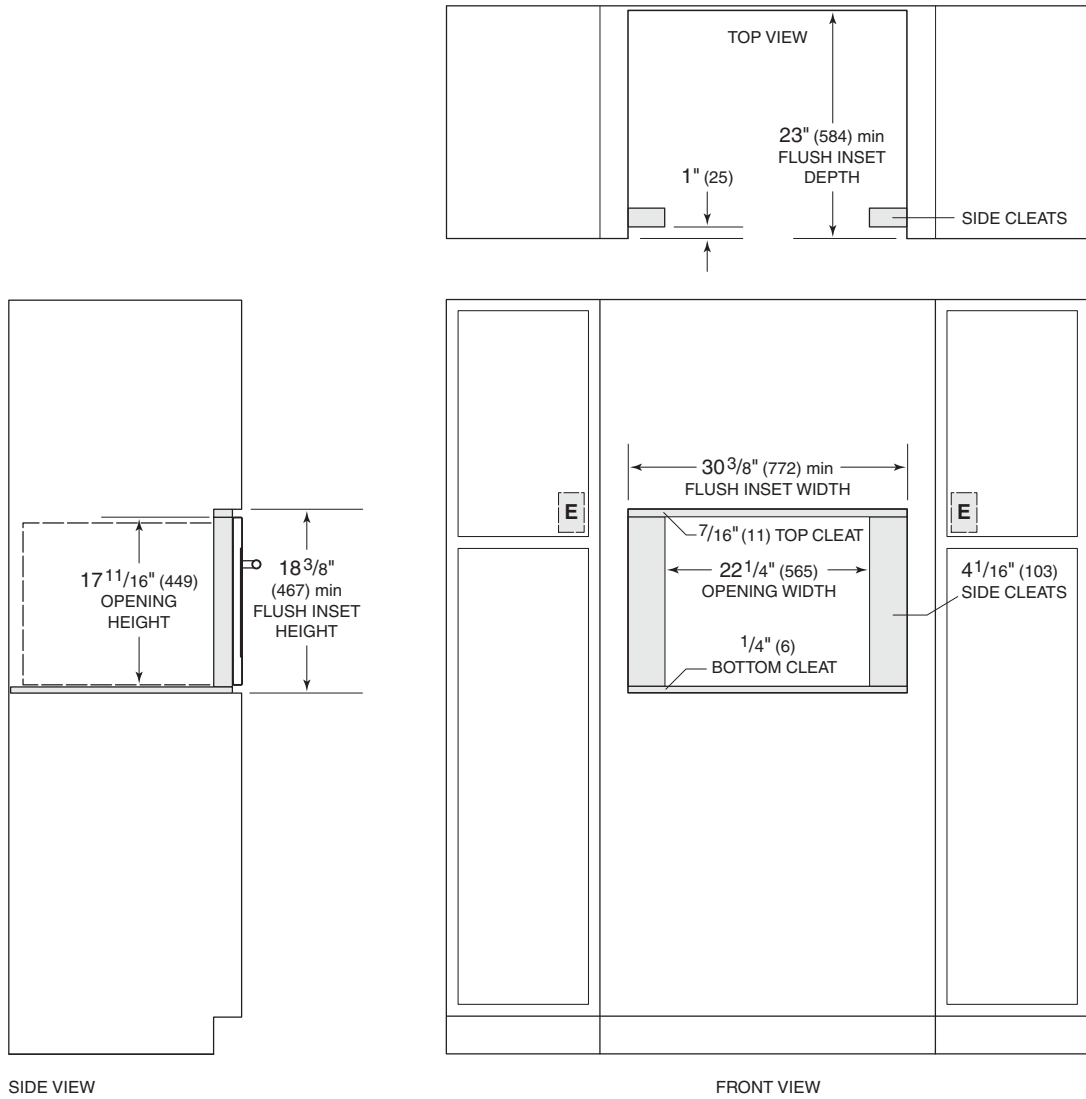 TOP VIEW
23" (584) min
FLUSH INSET
DEPTH
1" (25)
SIDE CLEATS
30 3/8" (772) min
FLUSH INSET WIDTH
E
E
7/16" (11) TOP CLEAT
17 11/16" (449)
OPENING
HEIGHT
18 3/8"
(467) min
FLUSH INSET
HEIGHT
22 1/4" (565)
OPENING WIDTH
4 1/16" (103)
SIDE CLEATS
1/4" (6)
BOTTOM CLEAT
SIDE VIEW
FRONT VIEW